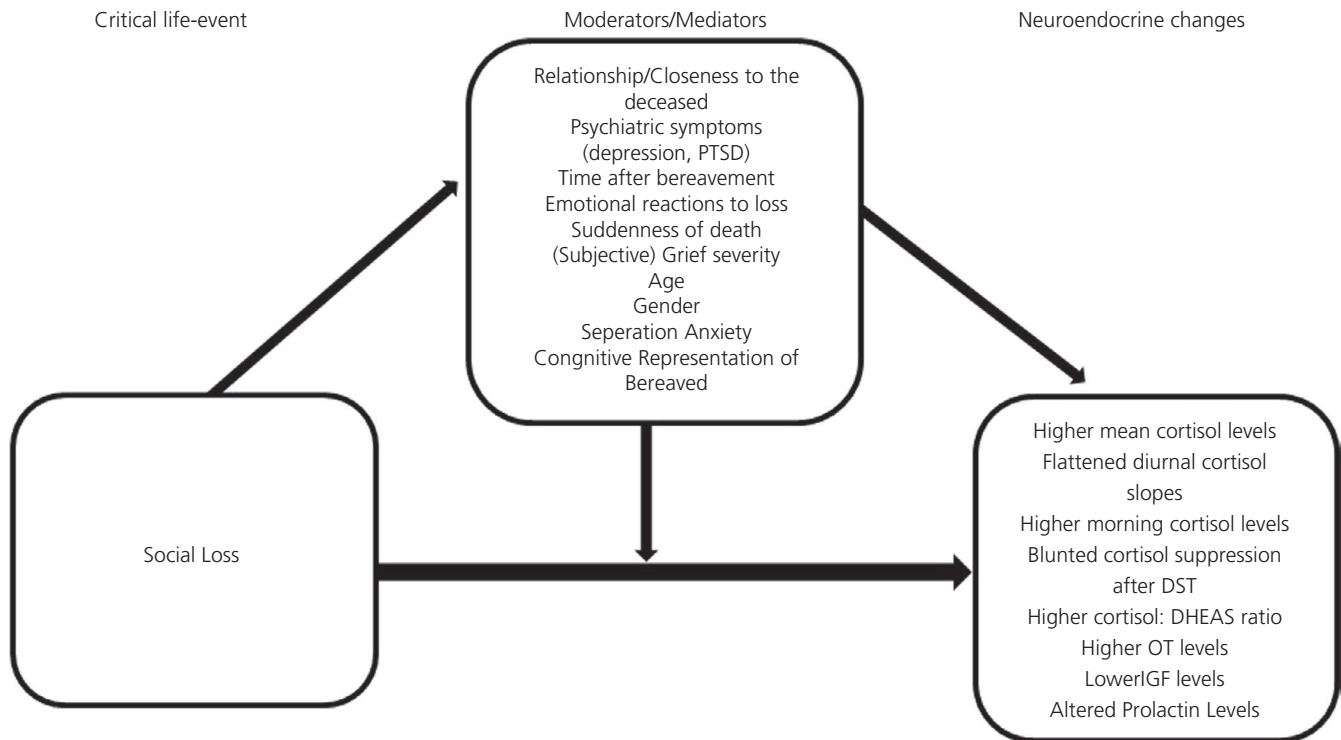 Critical life-event
Moderators/Mediators
Neuroendocrine changes
Relationship/Closeness to the
deceased
Psychiatric symptoms
(depression, PTSD)
Time after bereavement
Emotional reactions to loss
Suddenness of death
(Subjective) Grief severity
Age
Gender
Seperation Anxiety
Congnitive Representation of
Bereaved
Social Loss
Higher mean cortisol levels
Flattened diurnal cortisol
slopes
Higher morning cortisol levels
Blunted cortisol suppression
after DST
Higher cortisol: DHEAS ratio
Higher OT levels
LowerIGF levels
Altered Prolactin Levels